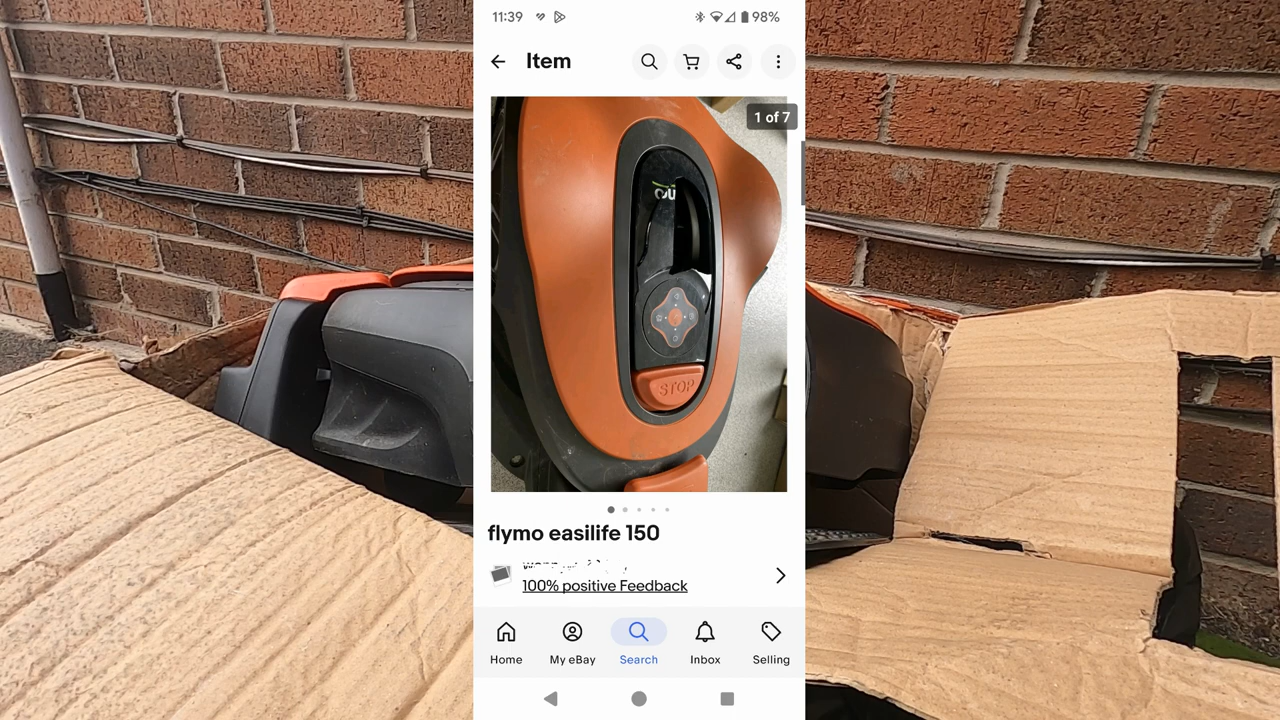 11:39
98%
Item
1 of 7
STOP
flymo easilife 150
100% positive Feedback
Home
My eBay
Search
Inbox
Selling